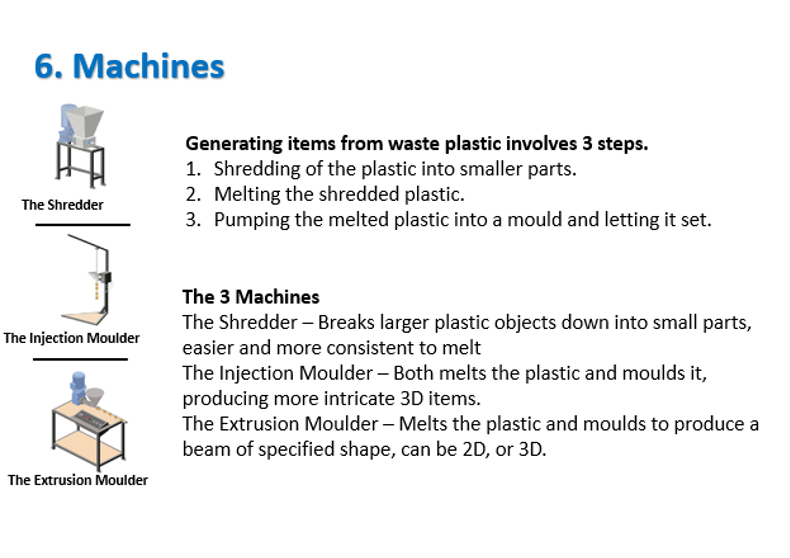 6. Machines
The Shredder
The Injection Moulder
The Extrusion Moulder
Generating items from waste plastic involves 3 steps.
1. Shredding of the plastic into smaller parts.
2. Melting the shredded plastic.
3. Pumping the melted plastic into a mould and letting it set.
The 3 Machines
The Shredder – Breaks larger plastic objects down into small parts,
easier and more consistent to melt
The Injection Moulder – Both melts the plastic and moulds it,
producing more intricate 3D items.
The Extrusion Moulder – Melts the plastic and moulds to produce a
beam of specified shape, can be 2D, or 3D.